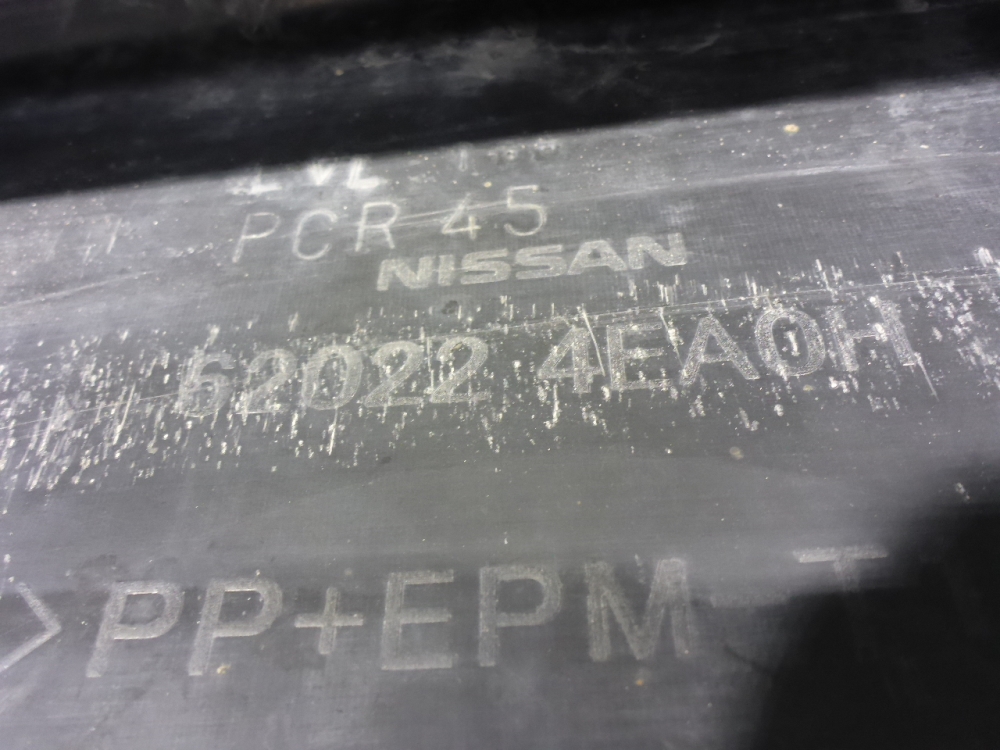 PCR 45
NISSAN
62022 4EA0H
>PP+EPM T